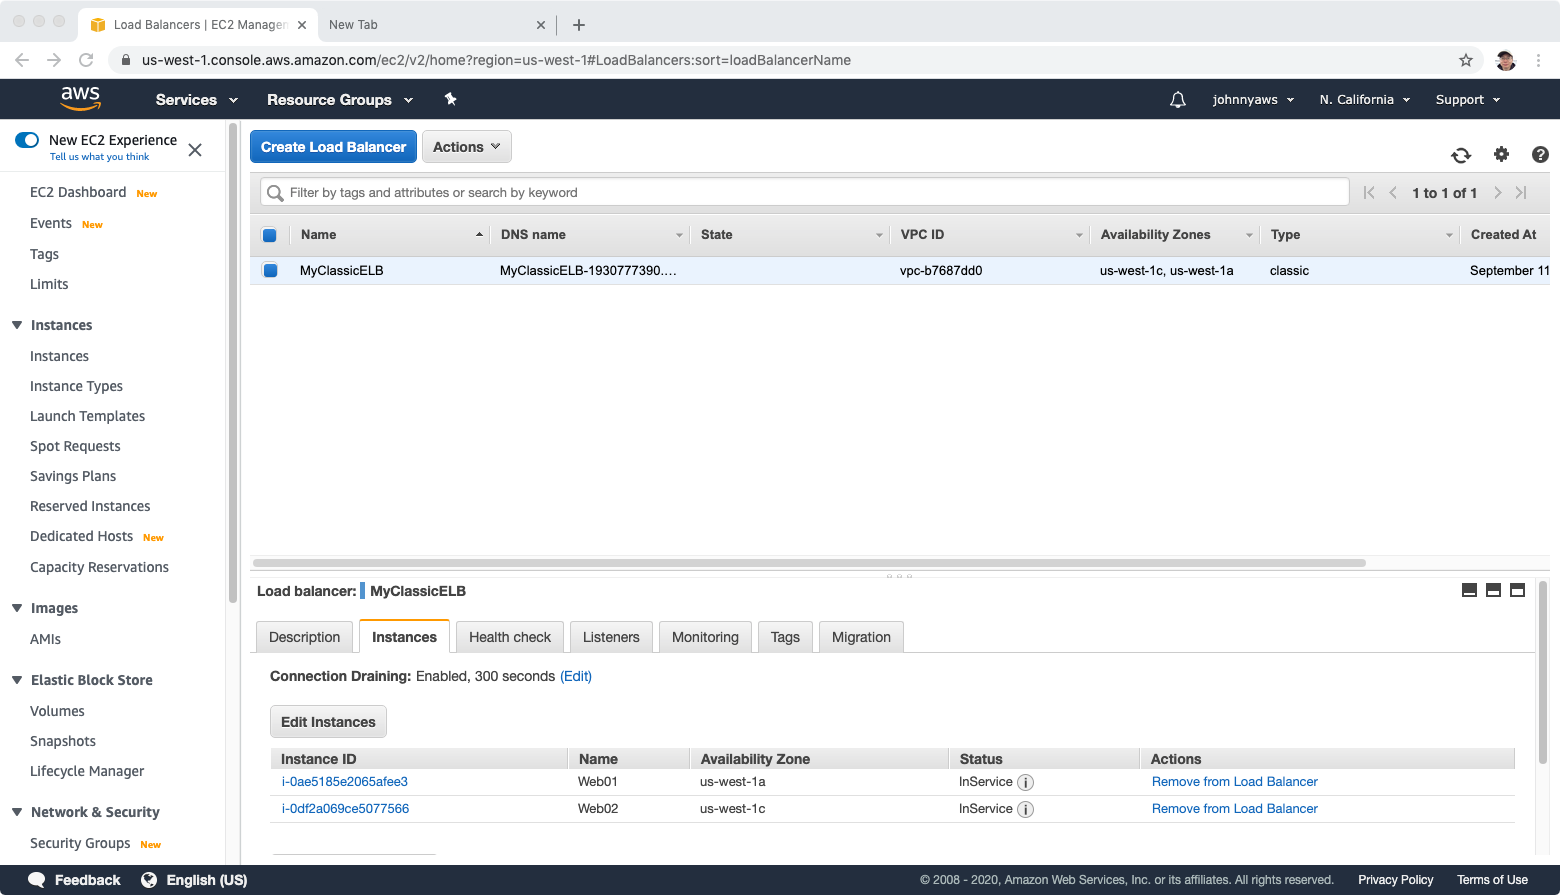 Load Balancers | EC2 Manager
New Tab
us-west-1.console.aws.amazon.com/ec2/v2/home?region=us-west-1#LoadBalancers:sort=loadBalancerName
aws
Services
Resource Groups
johnnyaws
N. California
Support
New EC2 Experience
Tell us what you think
EC2 Dashboard New
Events New
Tags
Limits
Instances
Instances
Instance Types
Launch Templates
Spot Requests
Savings Plans
Reserved Instances
Dedicated Hosts New
Capacity Reservations
Images
AMIs
Elastic Block Store
Volumes
Snapshots
Lifecycle Manager
Network & Security
Security Groups New
Create Load Balancer
Actions
Filter by tags and attributes or search by keyword
1 to 1 of 1
Name DNS name State VPC ID Availability Zones Type Created At
MyClassicELB MyClassicELB-1930777390.... vpc-b7687dd0 us-west-1c, us-west-1a classic September 11
Load balancer: MyClassicELB
Description Instances Health check Listeners Monitoring Tags Migration
Connection Draining: Enabled, 300 seconds (Edit)
Edit Instances
Instance ID Name Availability Zone Status Actions
i-0ae5185e2065afee3 Web01 us-west-1a InService i Remove from Load Balancer
i-0df2a069ce5077566 Web02 us-west-1c InService i Remove from Load Balancer
Feedback
English (US)
© 2008 - 2020, Amazon Web Services, Inc. or its affiliates. All rights reserved.
Privacy Policy
Terms of Use